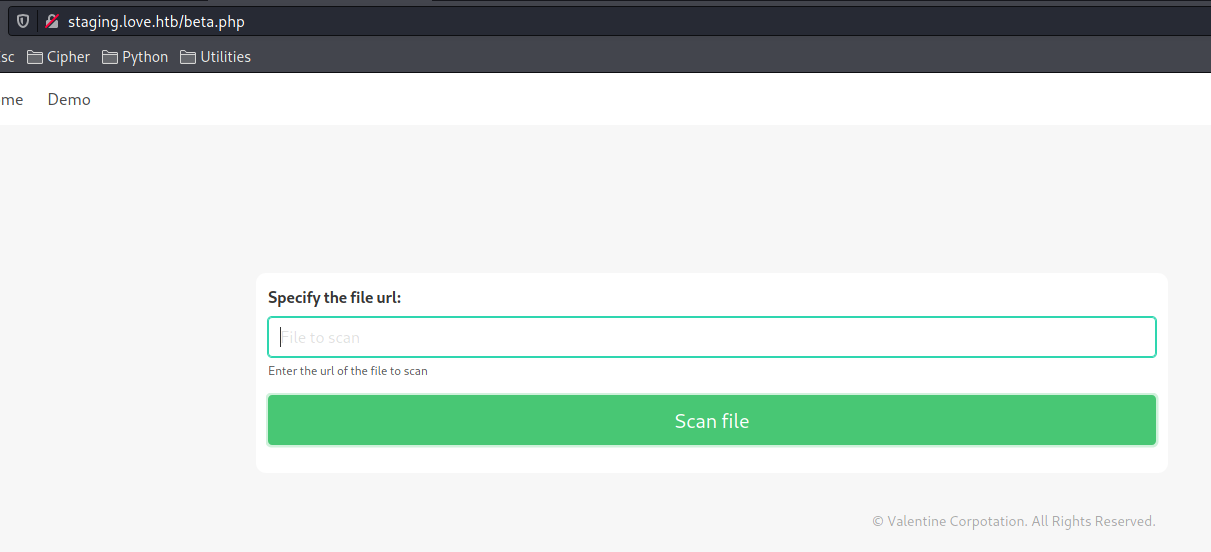 staging.love.htb/beta.php
sc Cipher Python Utilities
me Demo
Specify the file url:
File to scan
Enter the url of the file to scan
Scan file
© Valentine Corpotation. All Rights Reserved.